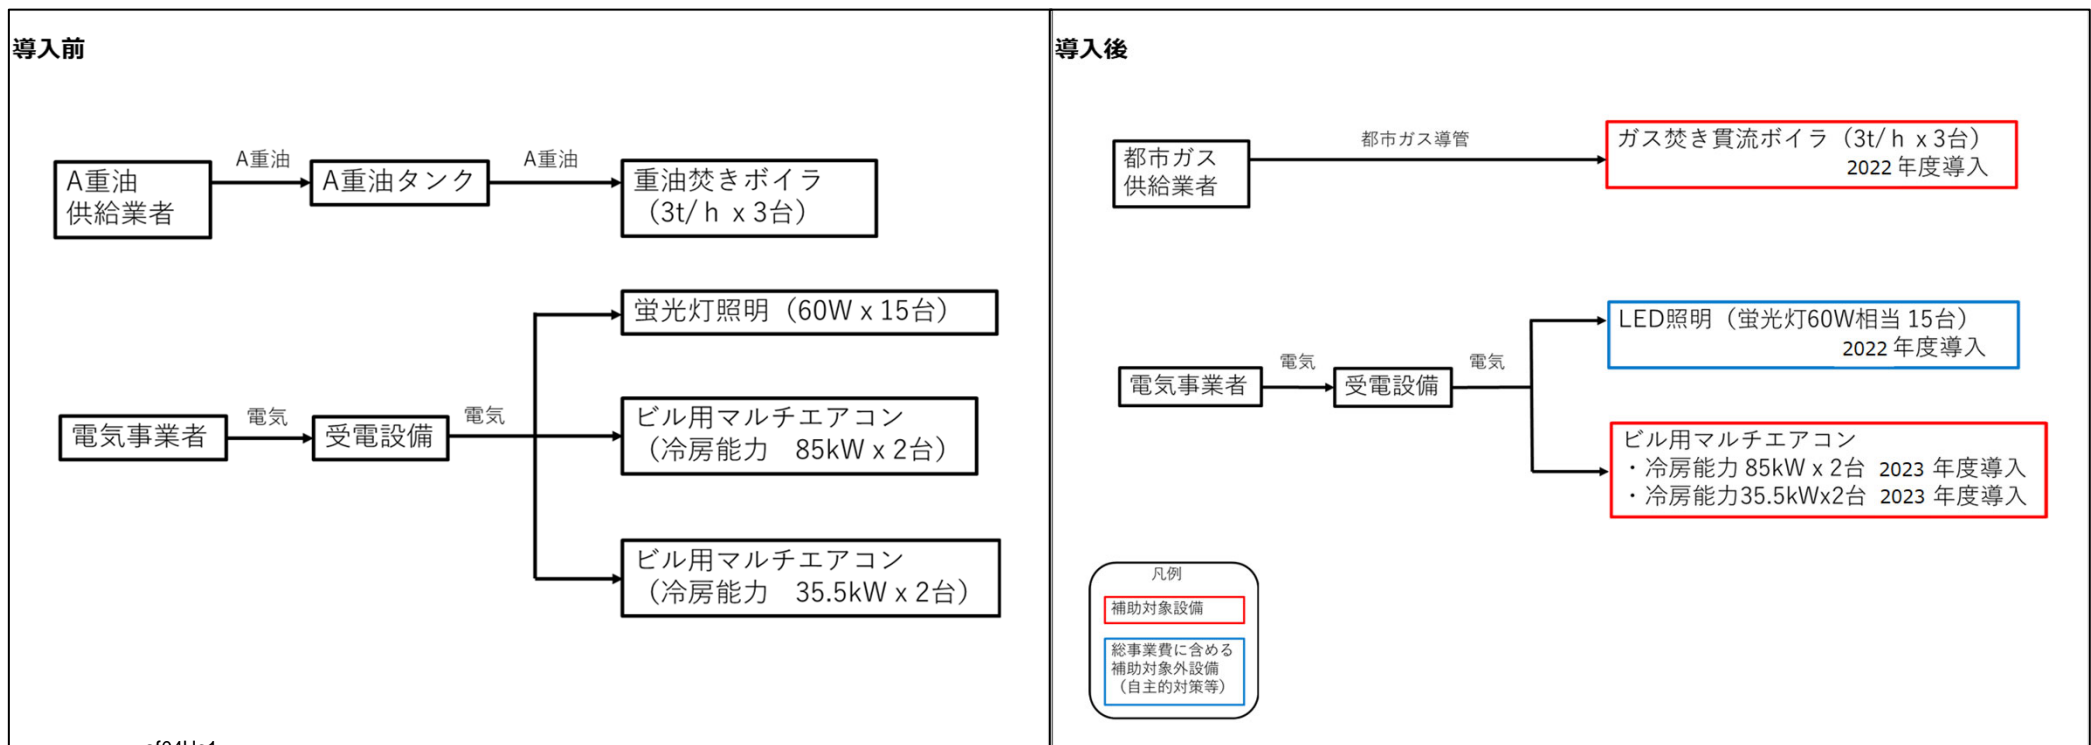 導入前
A重油
供給業者
A重油
A重油タンク
A重油
重油焚きボイラ
（3t/ h x 3台）
電気事業者
電気
受電設備
電気
蛍光灯照明（60W x 15台）
ビル用マルチエアコン
（冷房能力　85kW x 2台）
ビル用マルチエアコン
（冷房能力　35.5kW x 2台）
導入後
都市ガス
供給業者
都市ガス導管
ガス焚き貫流ボイラ（3t/ h x 3台）
2022 年度導入
電気事業者
電気
受電設備
電気
LED照明（蛍光灯60W相当 15台）
2022 年度導入
ビル用マルチエアコン
・冷房能力 85kW x 2台 2023 年度導入
・冷房能力35.5kWx2台 2023 年度導入
凡例
補助対象設備
総事業費に含める
補助対象外設備
（自主的対策等）